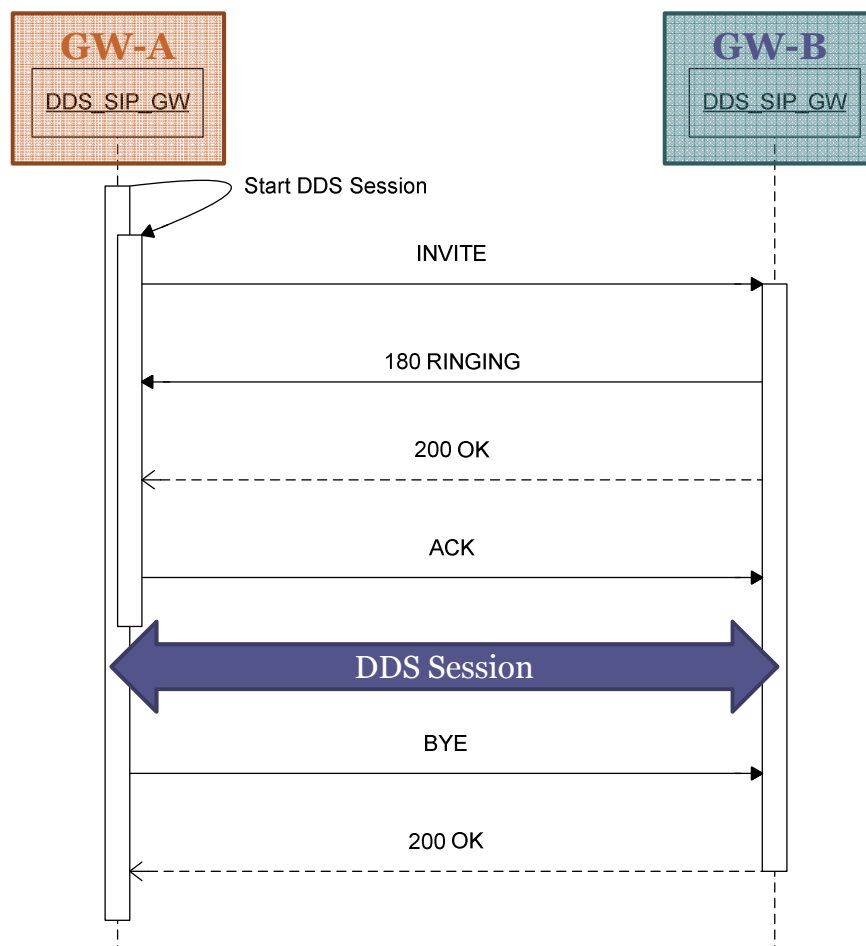 GW-A
GW-B
DDS_SIP_GW
DDS_SIP_GW
Start DDS Session
INVITE
180 RINGING
200 OK
ACK
DDS Session
BYE
200 OK